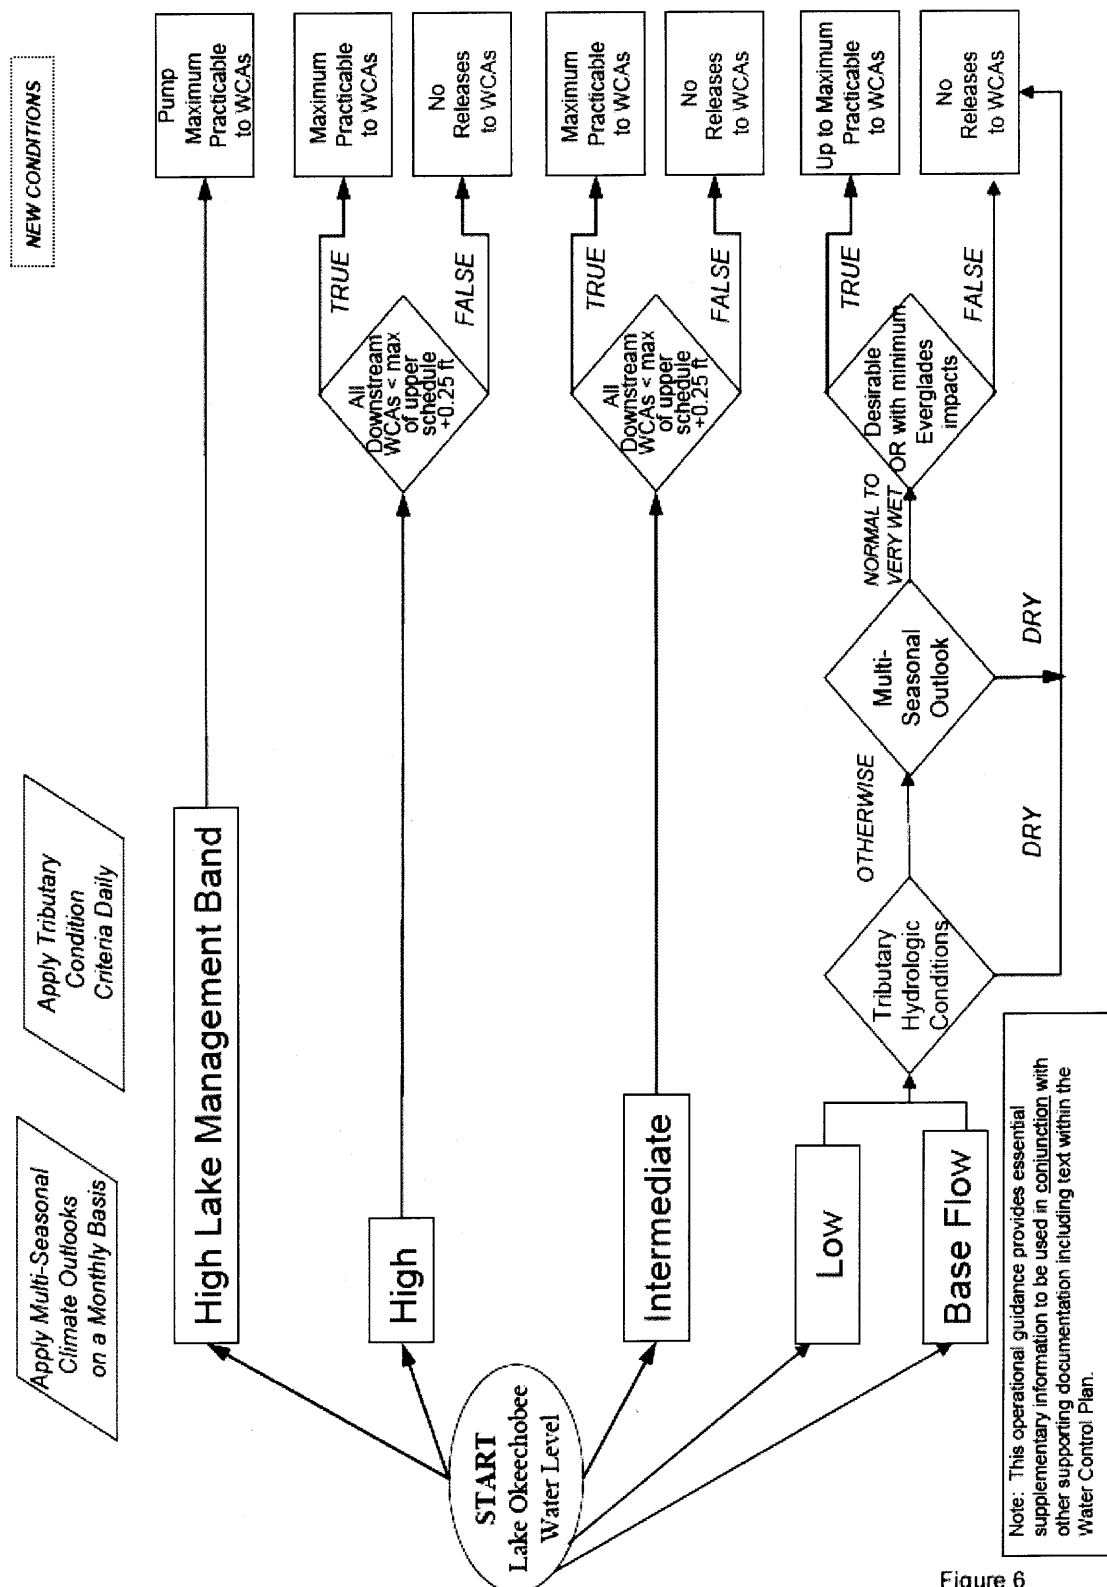 NEW CONDITIONS
Apply Multi-Seasonal
Climate Outlooks
on a Monthly Basis
Apply Tributary
Condition
Criteria Daily
START
Lake Okeechobee
Water Level
High Lake Management Band
Pump
Maximum
Practicable
to WCAs
High
All
Downstream
WCAs < max
of upper
schedule
+0.25 ft
TRUE
Maximum
Practicable
to WCAs
FALSE
No
Releases
to WCAs
Intermediate
All
Downstream
WCAs < max
of upper
schedule
+0.25 ft
TRUE
Maximum
Practicable
to WCAs
FALSE
No
Releases
to WCAs
Low
Base Flow
Tributary
Hydrologic
Conditions
OTHERWISE
DRY
Multi-
Seasonal
Outlook
NORMAL TO
VERY WET
DRY
Desirable
OR with minimum
Everglades
impacts
TRUE
Up to Maximum
Practicable
to WCAs
FALSE
No
Releases
to WCAs
Note: This operational guidance provides essential
supplementary information to be used in conjunction with
other supporting documentation including text within the
Water Control Plan.
Figure 6